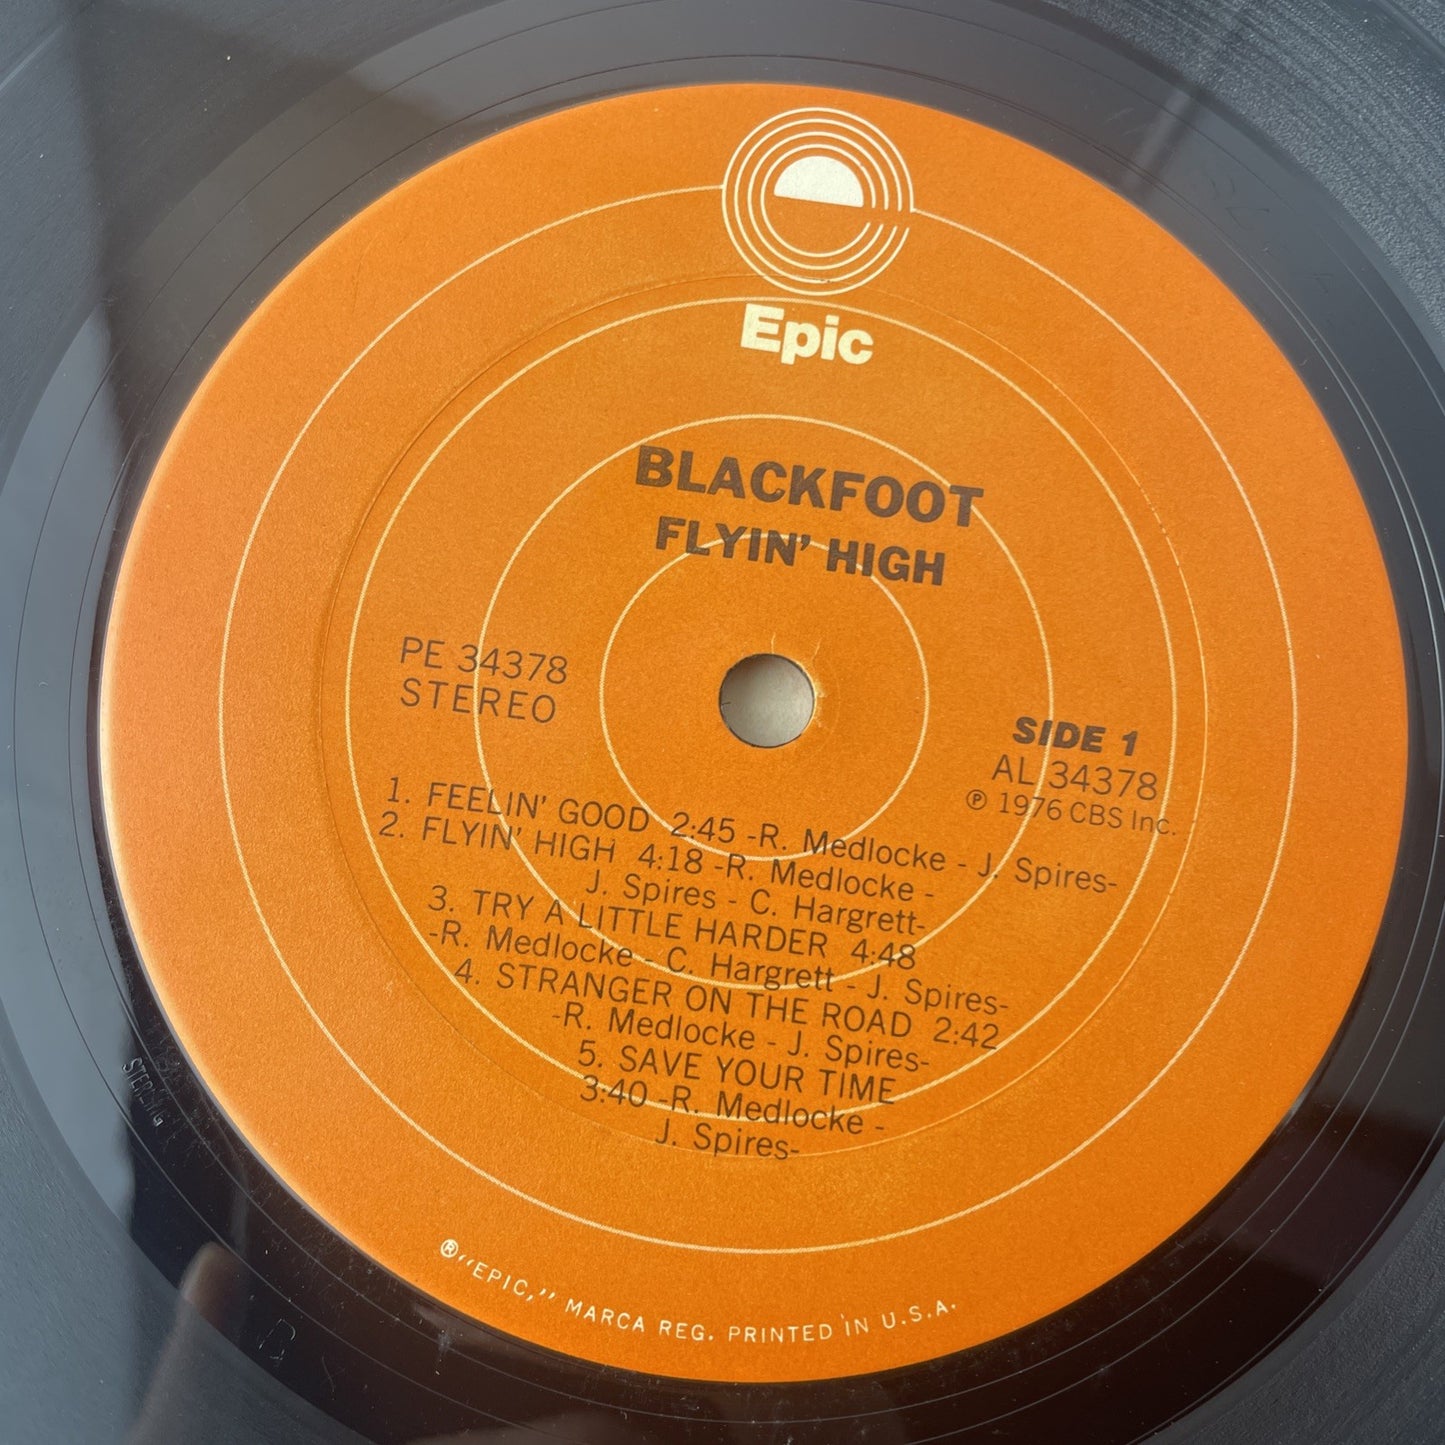 Epic
BLACKFOOT
FLYIN' HIGH
PE 34378
STEREO
SIDE 1
AL 34378
℗ 1976 CBS Inc.
1. FEELIN' GOOD 2:45 -R. Medlocke - J. Spires-
2. FLYIN' HIGH 4:18 -R. Medlocke -
J. Spires - C. Hargrett-
3. TRY A LITTLE HARDER 4:48
-R. Medlocke - C. Hargrett - J. Spires-
4. STRANGER ON THE ROAD 2:42
-R. Medlocke - J. Spires-
5. SAVE YOUR TIME
3:40 -R. Medlocke -
J. Spires-
® "EPIC," MARCA REG. PRINTED IN U.S.A.
STERLING